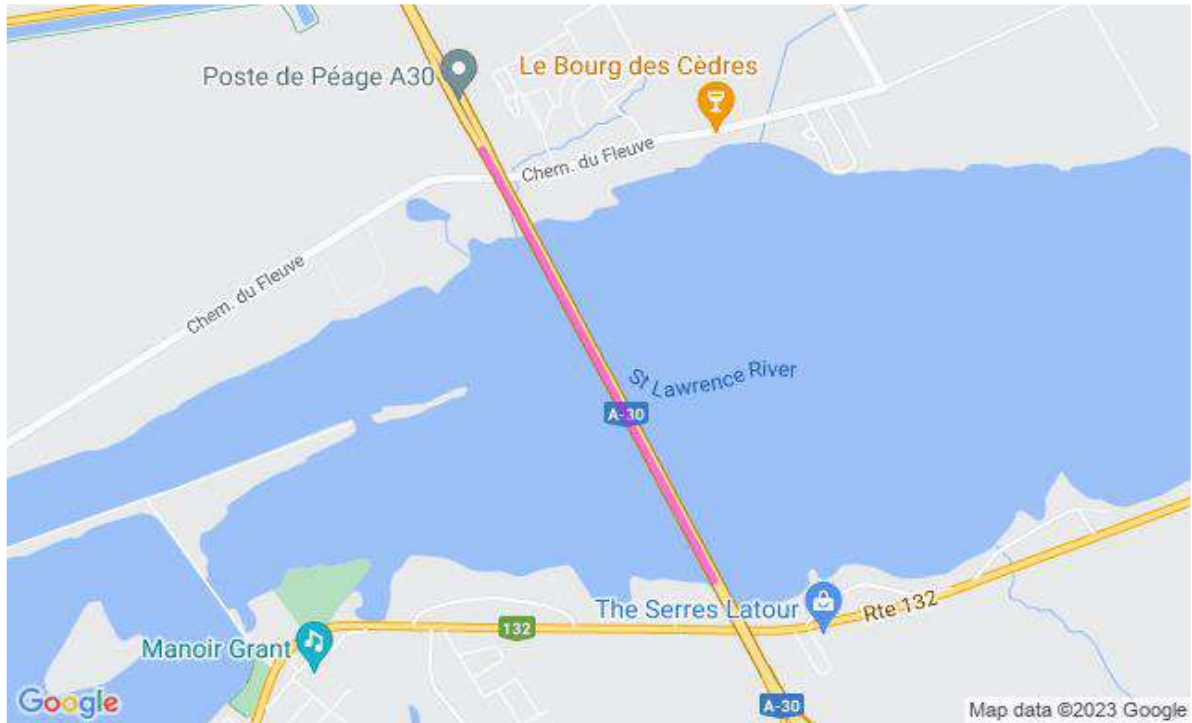 Poste de Péage A30
Le Bourg des Cèdres
Chem. du Fleuve
Chem. du Fleuve
St Lawrence River
A-30
The Serres Latour
Rte 132
132
Manoir Grant
A-30
Google
Map data ©2023 Google